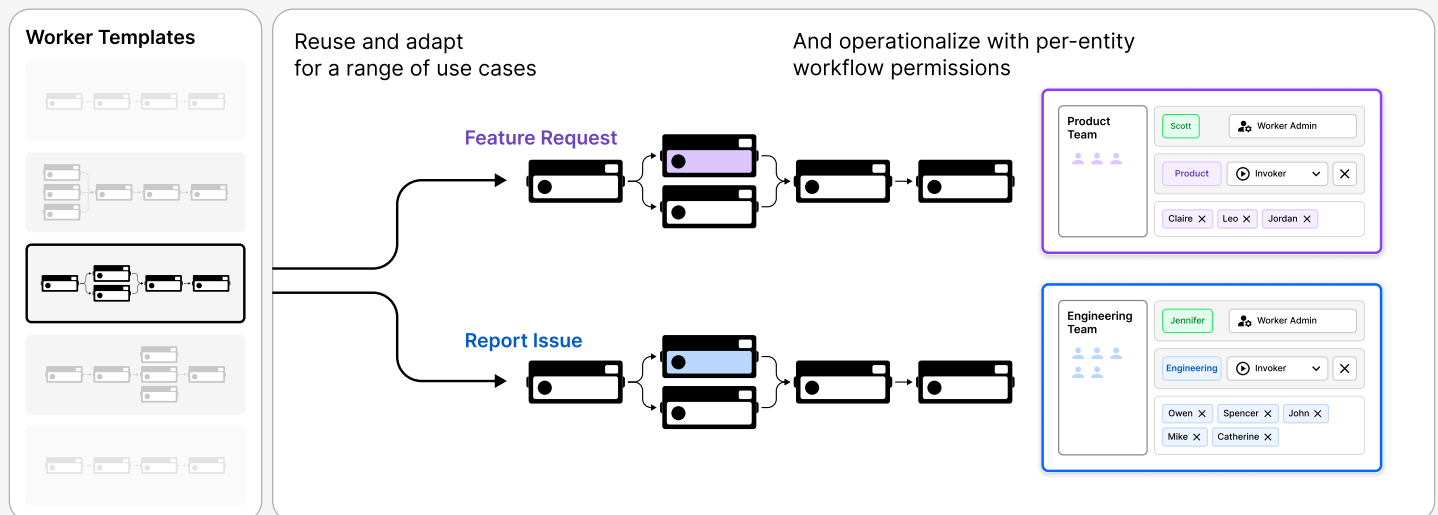 Worker Templates
Reuse and adapt
for a range of use cases
And operationalize with per-entity
workflow permissions
Feature Request
Product
Team
Scott
Worker Admin
Product
Invoker
Claire
Leo
Jordan
Report Issue
Engineering
Team
Jennifer
Worker Admin
Engineering
Invoker
Owen
Spencer
John
Mike
Catherine